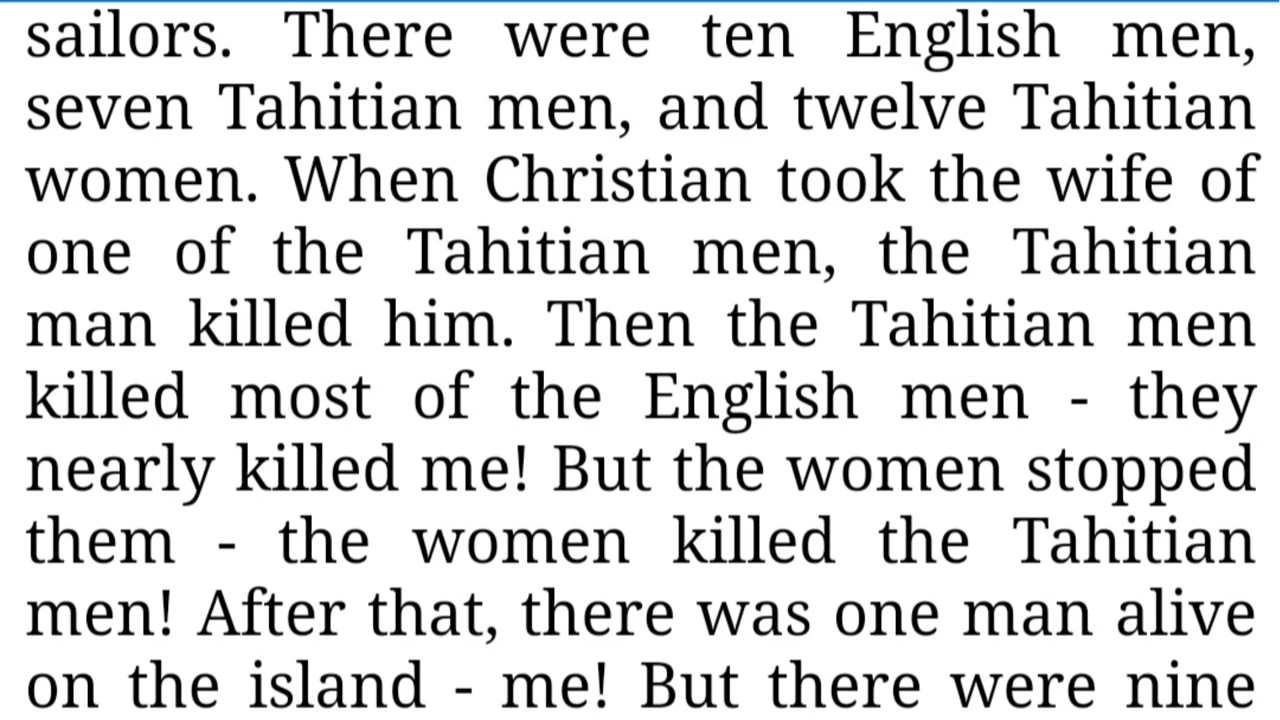 sailors. There were ten English men,
seven Tahitian men, and twelve Tahitian
women. When Christian took the wife of
one of the Tahitian men, the Tahitian
man killed him. Then the Tahitian men
killed most of the English men - they
nearly killed me! But the women stopped
them - the women killed the Tahitian
men! After that, there was one man alive
on the island - me! But there were nine